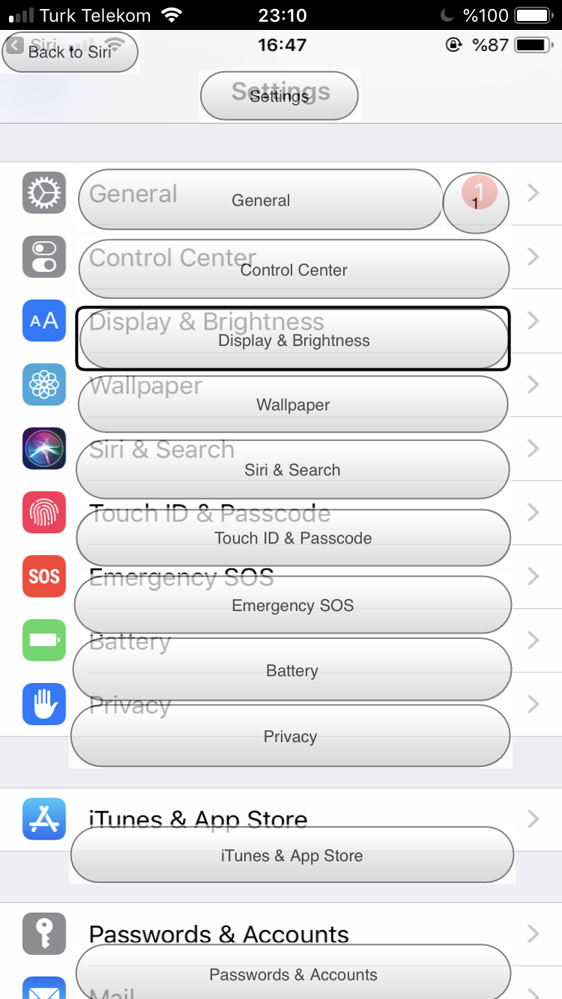 Turk Telekom 23:10 %100
Siri 16:47 %87
Back to Siri
Settings
Settings
General 1
General 1
Control Center
Control Center
Display & Brightness
Display & Brightness
Wallpaper
Wallpaper
Siri & Search
Siri & Search
Touch ID & Passcode
Touch ID & Passcode
SOS Emergency SOS
Emergency SOS
Battery
Battery
Privacy
Privacy
iTunes & App Store
iTunes & App Store
Passwords & Accounts
Passwords & Accounts
Mail